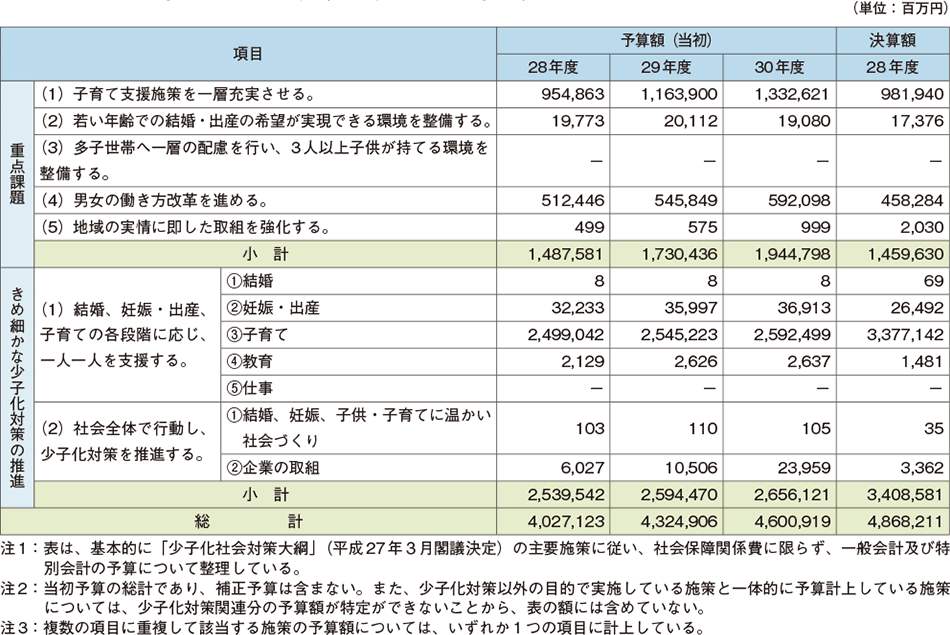 （単位：百万円）
項目 予算額（当初） 決算額
28年度 29年度 30年度 28年度
重点課題
（1）子育て支援施策を一層充実させる。 954,863 1,163,900 1,332,621 981,940
（2）若い年齢での結婚・出産の希望が実現できる環境を整備する。 19,773 20,112 19,080 17,376
（3）多子世帯へ一層の配慮を行い、３人以上子供が持てる環境を
整備する。 － － － －
（4）男女の働き方改革を進める。 512,446 545,849 592,098 458,284
（5）地域の実情に即した取組を強化する。 499 575 999 2,030
小　計 1,487,581 1,730,436 1,944,798 1,459,630
きめ細かな少子化対策の推進
（1）結婚、妊娠・出産、
子育ての各段階に応じ、
一人一人を支援する。
①結婚 8 8 8 69
②妊娠・出産 32,233 35,997 36,913 26,492
③子育て 2,499,042 2,545,223 2,592,499 3,377,142
④教育 2,129 2,626 2,637 1,481
⑤仕事 － － － －
（2）社会全体で行動し、
少子化対策を推進する。
①結婚、妊娠、子供・子育てに温かい
社会づくり 103 110 105 35
②企業の取組 6,027 10,506 23,959 3,362
小　計 2,539,542 2,594,470 2,656,121 3,408,581
総　計 4,027,123 4,324,906 4,600,919 4,868,211
注１：表は、基本的に「少子化社会対策大綱」（平成27年３月閣議決定）の主要施策に従い、社会保障関係費に限らず、一般会計及び特
別会計の予算について整理している。
注２：当初予算の総計であり、補正予算は含まない。また、少子化対策以外の目的で実施している施策と一体的に予算計上している施策
については、少子化対策関連分の予算額が特定ができないことから、表の額には含めていない。
注３：複数の項目に重複して該当する施策の予算額については、いずれか１つの項目に計上している。